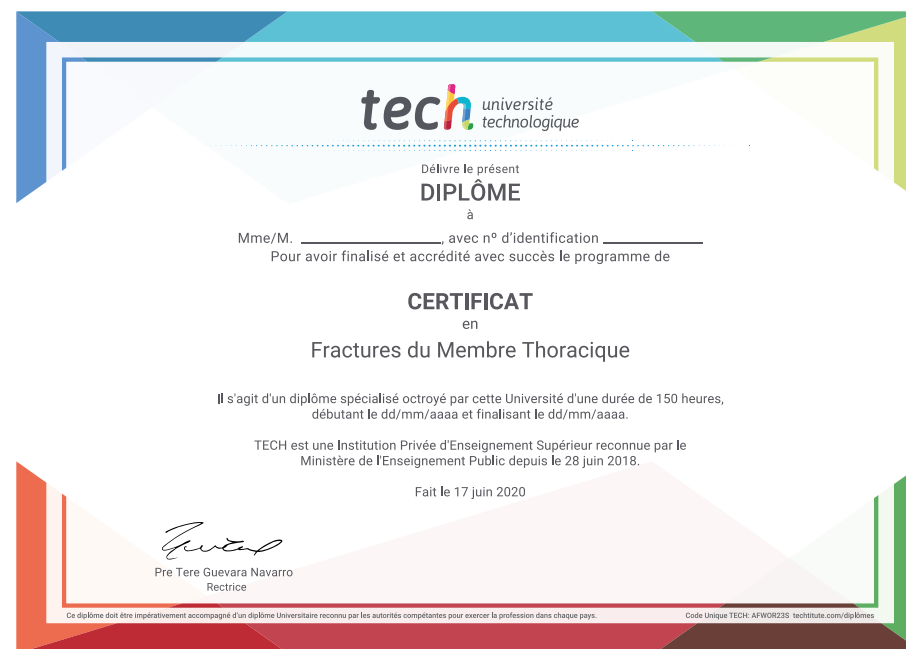 tech université
technologique
Délivre le présent
DIPLÔME
à
Mme/M. ____________________, avec nº d'identification ______________
Pour avoir finalisé et accrédité avec succès le programme de
CERTIFICAT
en
Fractures du Membre Thoracique
Il s'agit d'un diplôme spécialisé octroyé par cette Université d'une durée de 150 heures,
débutant le dd/mm/aaaa et finalisant le dd/mm/aaaa.
TECH est une Institution Privée d'Enseignement Supérieur reconnue par le
Ministère de l'Enseignement Public depuis le 28 juin 2018.
Fait le 17 juin 2020
Pre Tere Guevara Navarro
Rectrice
Ce diplôme doit être impérativement accompagné d'un diplôme Universitaire reconnu par les autorités compétantes pour exercer la profession dans chaque pays.
Code Unique TECH: AFWOR23S techtitute.com/diplômes